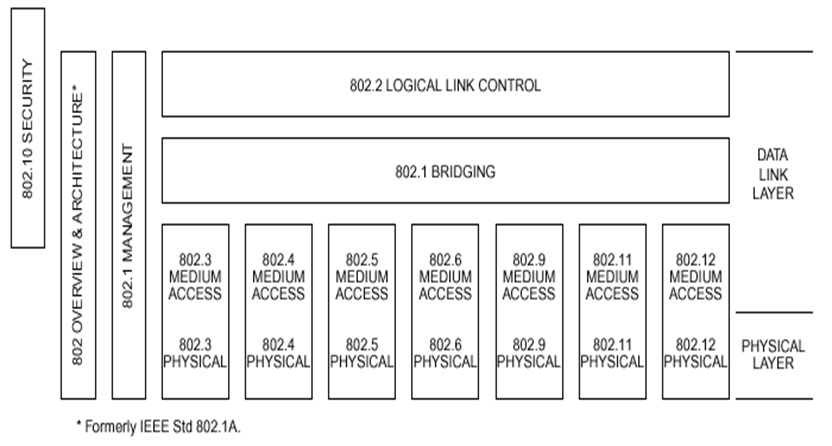 802.10 SECURITY
802 OVERVIEW & ARCHITECTURE*
802.1 MANAGEMENT
802.2 LOGICAL LINK CONTROL
802.1 BRIDGING
DATA
LINK
LAYER
802.3
MEDIUM
ACCESS
802.3
PHYSICAL
802.4
MEDIUM
ACCESS
802.4
PHYSICAL
802.5
MEDIUM
ACCESS
802.5
PHYSICAL
802.6
MEDIUM
ACCESS
802.6
PHYSICAL
802.9
MEDIUM
ACCESS
802.9
PHYSICAL
802.11
MEDIUM
ACCESS
802.11
PHYSICAL
802.12
MEDIUM
ACCESS
802.12
PHYSICAL
PHYSICAL
LAYER
* Formerly IEEE Std 802.1A.